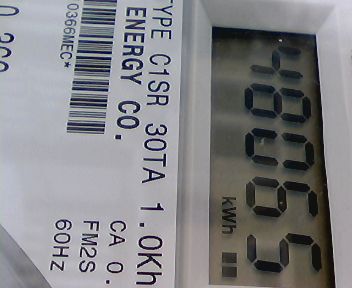 48065
kWh
TYPE C1SR 30TA 1.0Kh
ENERGY CO. CA 0.
FM2S
60HZ
0366MEC*